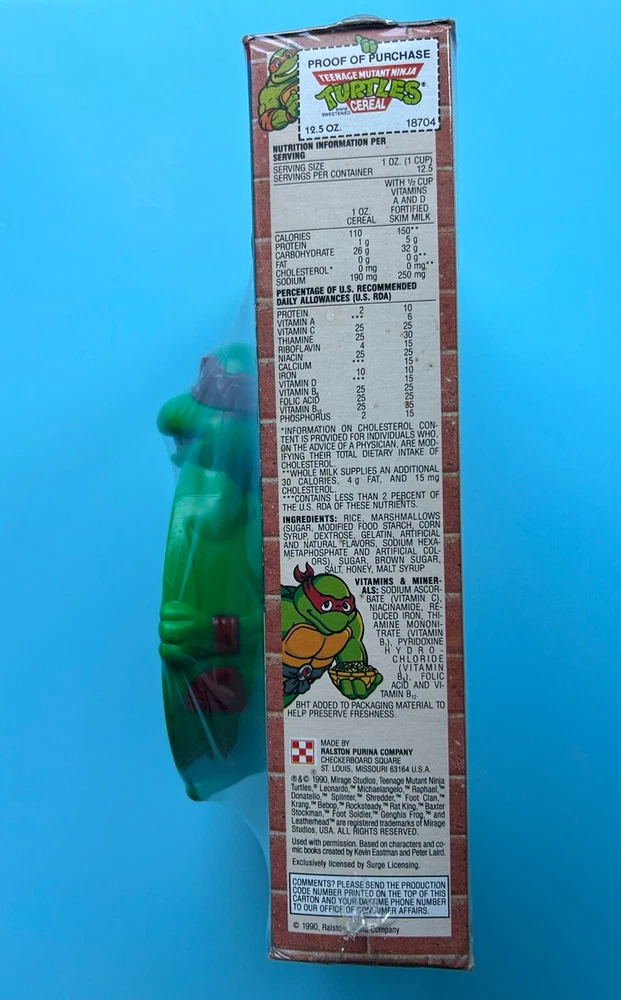 PROOF OF PURCHASE
TEENAGE MUTANT NINJA
TURTLES®
SWEETENED CEREAL
12.5 OZ. 18704
NUTRITION INFORMATION PER
SERVING
SERVING SIZE 1 OZ. (1 CUP)
SERVINGS PER CONTAINER 12.5
WITH ½ CUP
VITAMINS
A AND D
1 OZ. FORTIFIED
CEREAL SKIM MILK
CALORIES 110 150**
PROTEIN 1 g 5 g
CARBOHYDRATE 26 g 32 g
FAT 0 g 0 g**
CHOLESTEROL* 0 mg 0 mg**
SODIUM 190 mg 250 mg
PERCENTAGE OF U.S. RECOMMENDED
DAILY ALLOWANCES (U.S. RDA)
PROTEIN 2 10
VITAMIN A *** 6
VITAMIN C 25 25
THIAMINE 25 30
RIBOFLAVIN 4 15
NIACIN 25 25
CALCIUM *** 15
IRON 10 10
VITAMIN D *** 15
VITAMIN B₆ 25 25
FOLIC ACID 25 25
VITAMIN B₁₂ 25 35
PHOSPHORUS 2 15
*INFORMATION ON CHOLESTEROL CON-
TENT IS PROVIDED FOR INDIVIDUALS WHO,
ON THE ADVICE OF A PHYSICIAN, ARE MOD-
IFYING THEIR TOTAL DIETARY INTAKE OF
CHOLESTEROL.
**WHOLE MILK SUPPLIES AN ADDITIONAL
30 CALORIES, 4 g FAT, AND 15 mg
CHOLESTEROL.
***CONTAINS LESS THAN 2 PERCENT OF
THE U.S. RDA OF THESE NUTRIENTS.
INGREDIENTS: RICE, MARSHMALLOWS
(SUGAR, MODIFIED FOOD STARCH, CORN
SYRUP, DEXTROSE, GELATIN, ARTIFICIAL
AND NATURAL FLAVORS, SODIUM HEXA-
METAPHOSPHATE AND ARTIFICIAL COL-
ORS), SUGAR, BROWN SUGAR,
SALT, HONEY, MALT SYRUP
VITAMINS & MINER-
ALS: SODIUM ASCOR-
BATE (VITAMIN C),
NIACINAMIDE, RE-
DUCED IRON, THI-
AMINE MONONI-
TRATE (VITAMIN
B₁), PYRIDOXINE
HYDRO-
CHLORIDE
(VITAMIN
B₆), FOLIC
ACID AND VI-
TAMIN B₁₂.
BHT ADDED TO PACKAGING MATERIAL TO
HELP PRESERVE FRESHNESS.
MADE BY
RALSTON PURINA COMPANY
CHECKERBOARD SQUARE
ST. LOUIS, MISSOURI 63164 U.S.A.
®&© 1990, Mirage Studios, Teenage Mutant Ninja
Turtles,® Leonardo,™ Michaelangelo,™ Raphael,™
Donatello,™ Splinter,™ Shredder,™ Foot Clan,™
Krang,™ Bebop,™ Rocksteady,™ Rat King,™ Baxter
Stockman,™ Foot Soldier,™ Genghis Frog,™ and
Leatherhead™ are registered trademarks of Mirage
Studios, USA. ALL RIGHTS RESERVED.
Used with permission. Based on characters and co-
mic books created by Kevin Eastman and Peter Laird.
Exclusively licensed by Surge Licensing.
COMMENTS? PLEASE SEND THE PRODUCTION
CODE NUMBER PRINTED ON THE TOP OF THIS
CARTON AND YOUR DAYTIME PHONE NUMBER
TO OUR OFFICE OF CONSUMER AFFAIRS.
© 1990, Ralston Company